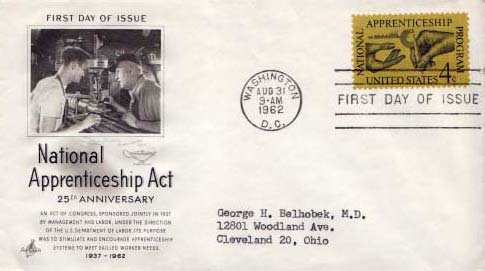 FIRST DAY OF ISSUE
National
Apprenticeship Act
25th ANNIVERSARY
AN ACT OF CONGRESS, SPONSORED JOINTLY IN 1937
BY MANAGEMENT AND LABOR, UNDER THE DIRECTION
OF THE U.S. DEPARTMENT OF LABOR. ITS PURPOSE
WAS TO STIMULATE AND ENCOURAGE APPRENTICESHIP
SYSTEMS TO MEET SKILLED WORKER NEEDS.
1937 - 1962
ArtCraft
WASHINGTON
AUG 31
9-AM
1962
D.C.
NATIONAL APPRENTICESHIP PROGRAM
UNITED STATES 4c
FIRST DAY OF ISSUE
George H. Belhobek, M.D.
12801 Woodland Ave.
Cleveland 20, Ohio